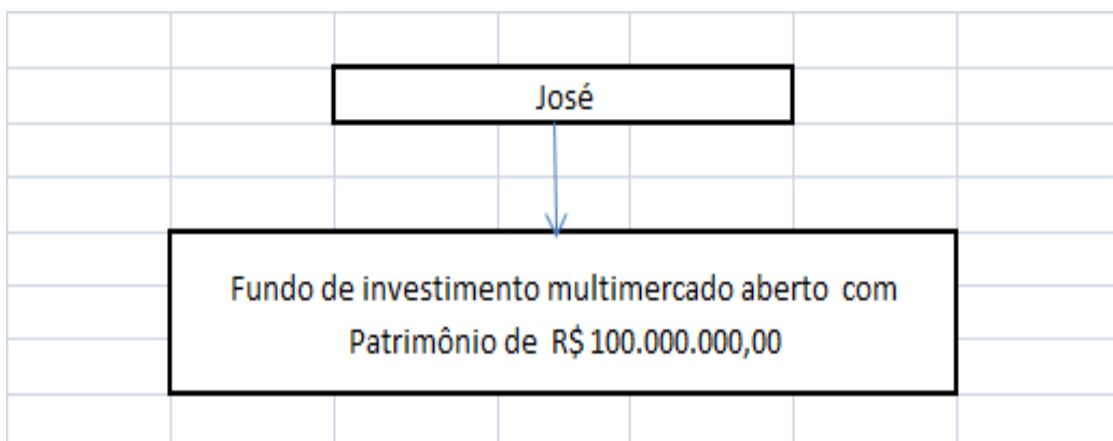 José
Fundo de investimento multimercado aberto com
Patrimônio de R$ 100.000.000,00